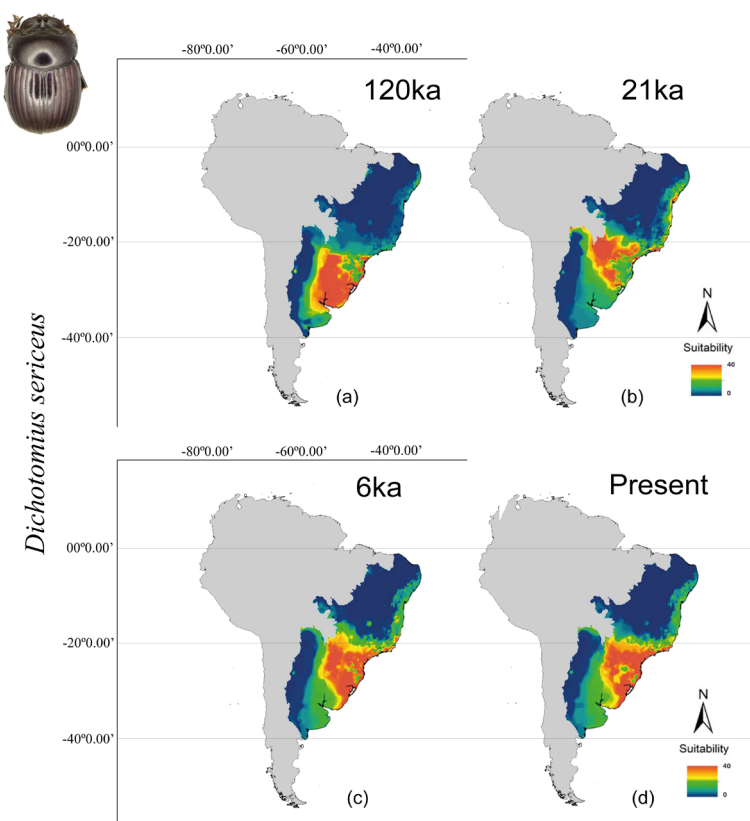 -80º0.00’ -60º0.00’ -40º0.00’
120ka
21ka
00º0.00’
-20º0.00’
-40º0.00’
N
Suitability
40
0
(a)
(b)
Dichotomius sericeus
-80º0.00’ -60º0.00’ -40º0.00’
6ka
Present
00º0.00’
-20º0.00’
-40º0.00’
N
Suitability
40
0
(c)
(d)